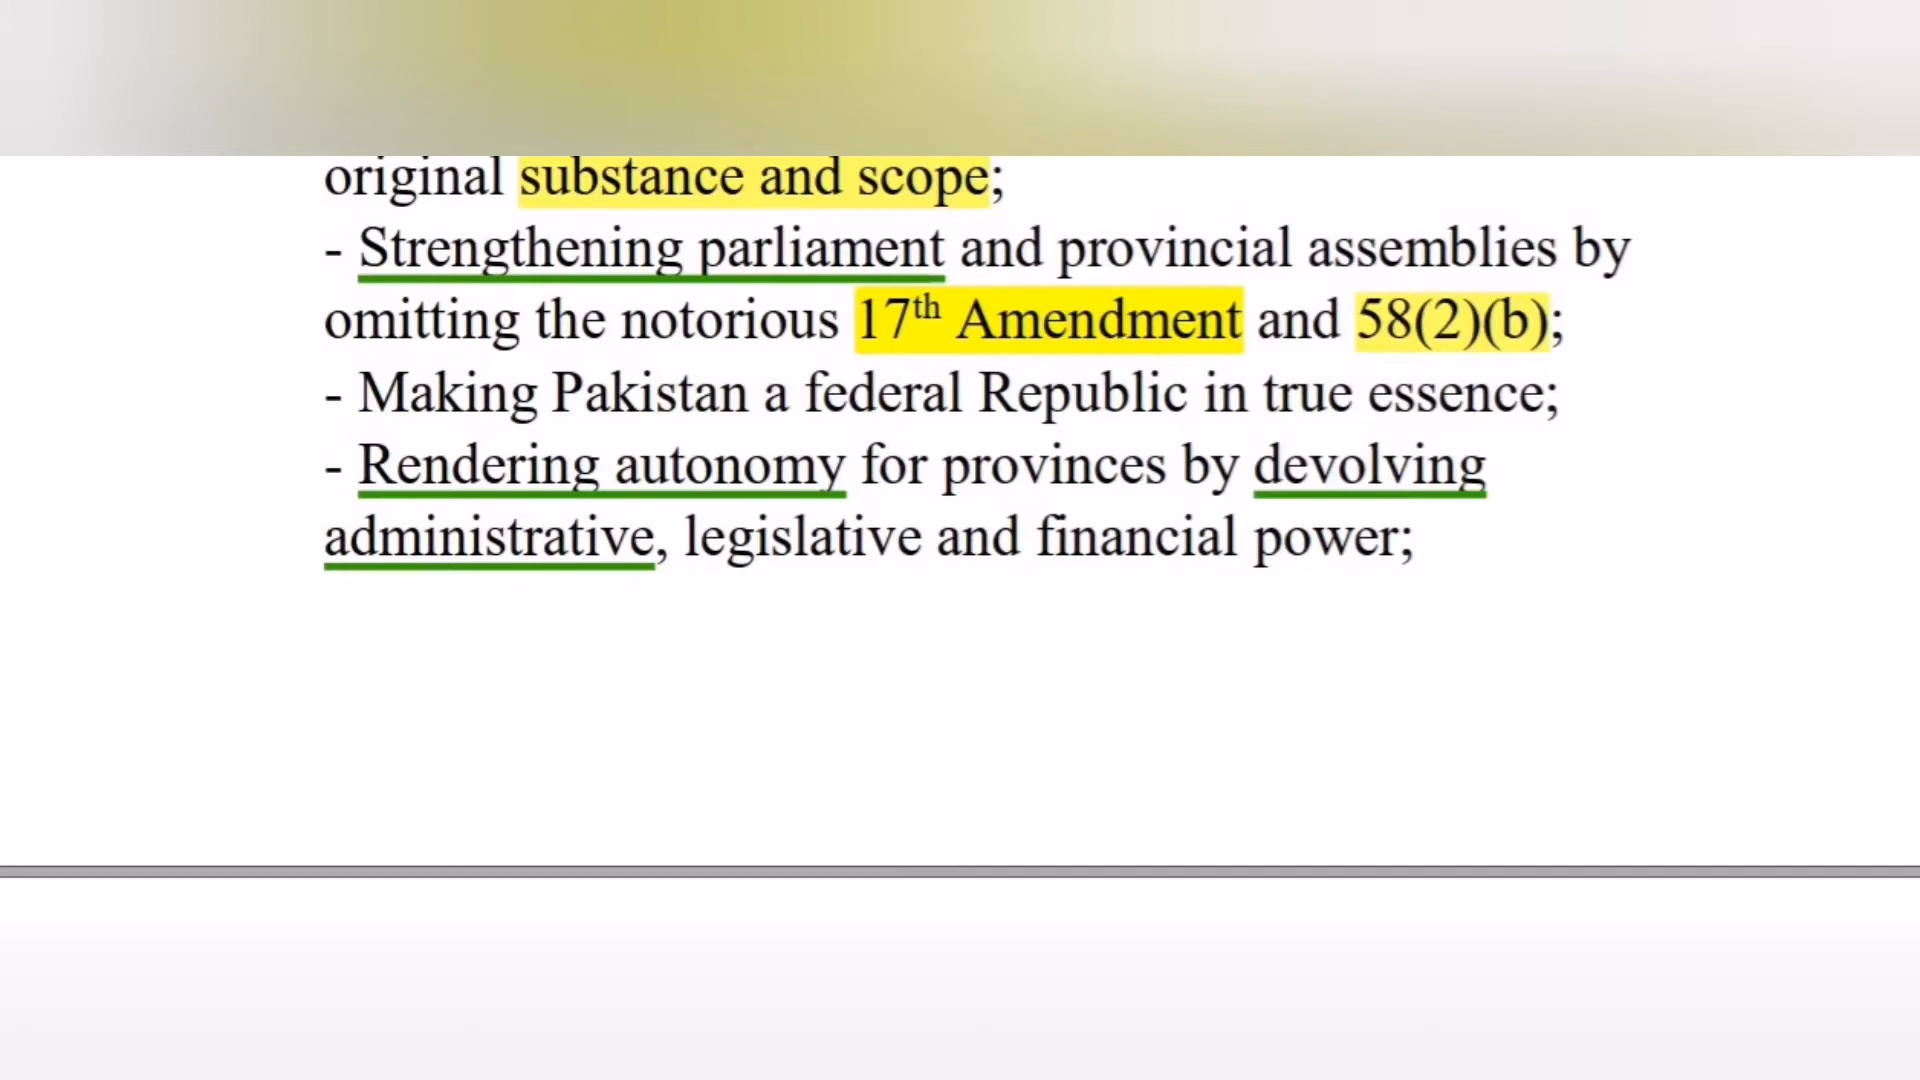 original substance and scope;
- Strengthening parliament and provincial assemblies by
omitting the notorious 17th Amendment and 58(2)(b);
- Making Pakistan a federal Republic in true essence;
- Rendering autonomy for provinces by devolving
administrative, legislative and financial power;